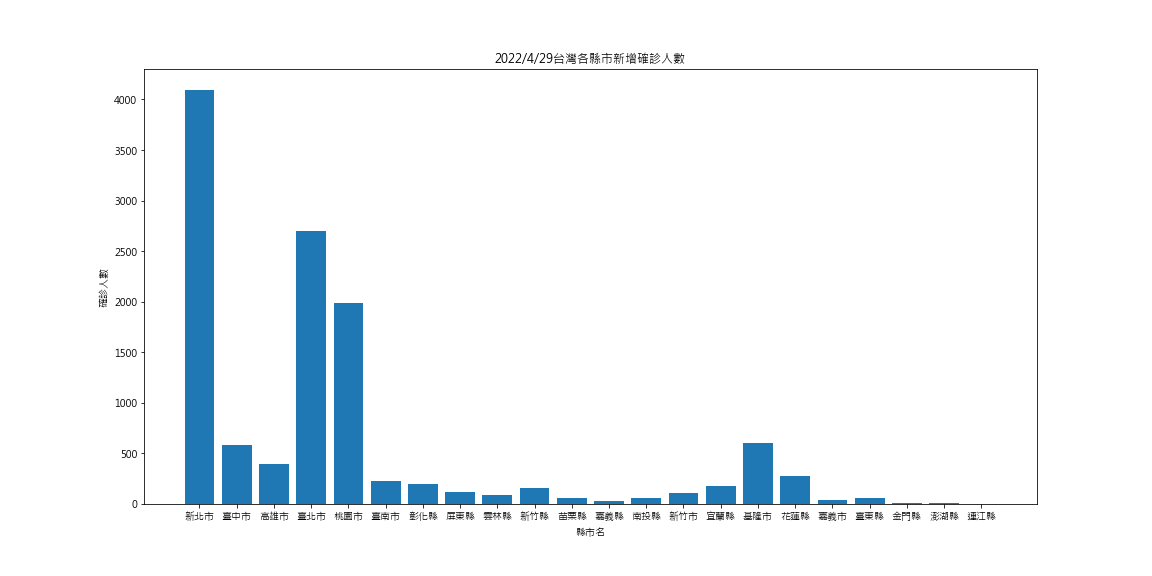 2022/4/29台灣各縣市新增確診人數
4000
3500
3000
2500
2000
1500
1000
500
0
確診人數
新北市 臺中市 高雄市 臺北市 桃園市 臺南市 彰化縣 屏東縣 雲林縣 新竹縣 苗栗縣 嘉義縣 南投縣 新竹市 宜蘭縣 基隆市 花蓮縣 嘉義市 臺東縣 金門縣 澎湖縣 連江縣
縣市名